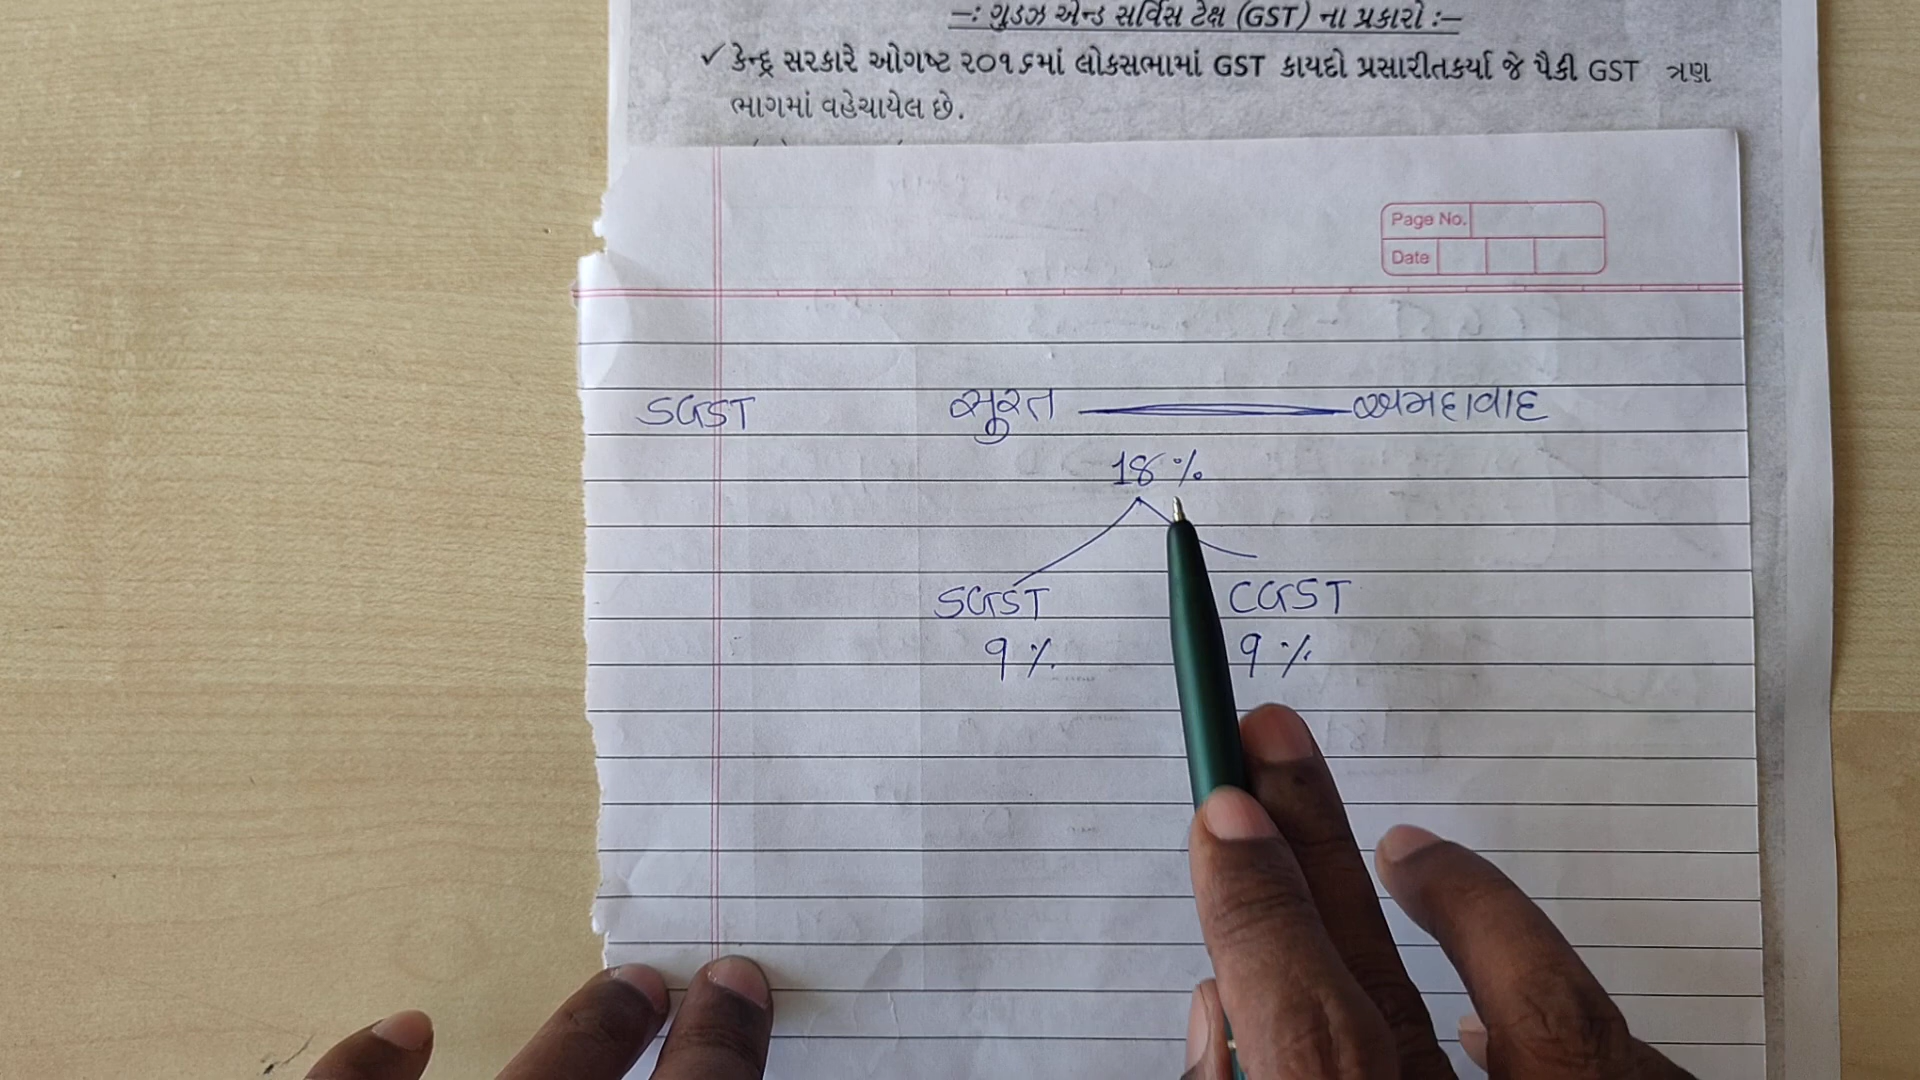 —: ગુડઝ એન્ડ સર્વિસ ટેક્ષ (GST) ના પ્રકારો :—
✓ કેન્દ્ર સરકારે ઓગષ્ટ ૨૦૧૬માં લોકસભામાં GST કાયદો પ્રસારીતકર્યા જે પૈકી GST ત્રણ
ભાગમાં વહેચાયેલ છે.
Page No.
Date
SGST સુરત અમદાવાદ
18%
SGST CGST
9% 9%